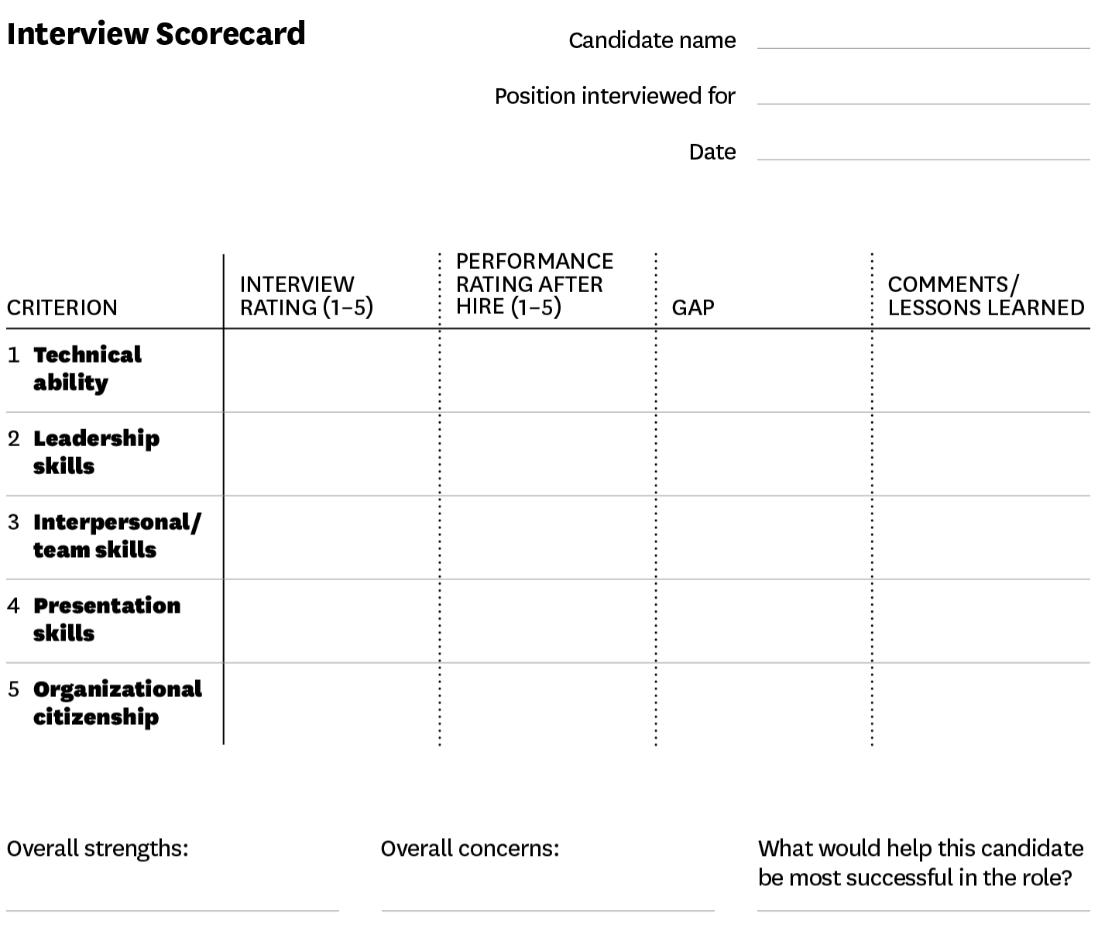 Interview Scorecard
Candidate name
Position interviewed for
Date
CRITERION
INTERVIEW
RATING (1–5)
PERFORMANCE
RATING AFTER
HIRE (1–5)
GAP
COMMENTS/
LESSONS LEARNED
1 Technical
ability
2 Leadership
skills
3 Interpersonal/
team skills
4 Presentation
skills
5 Organizational
citizenship
Overall strengths:
Overall concerns:
What would help this candidate
be most successful in the role?